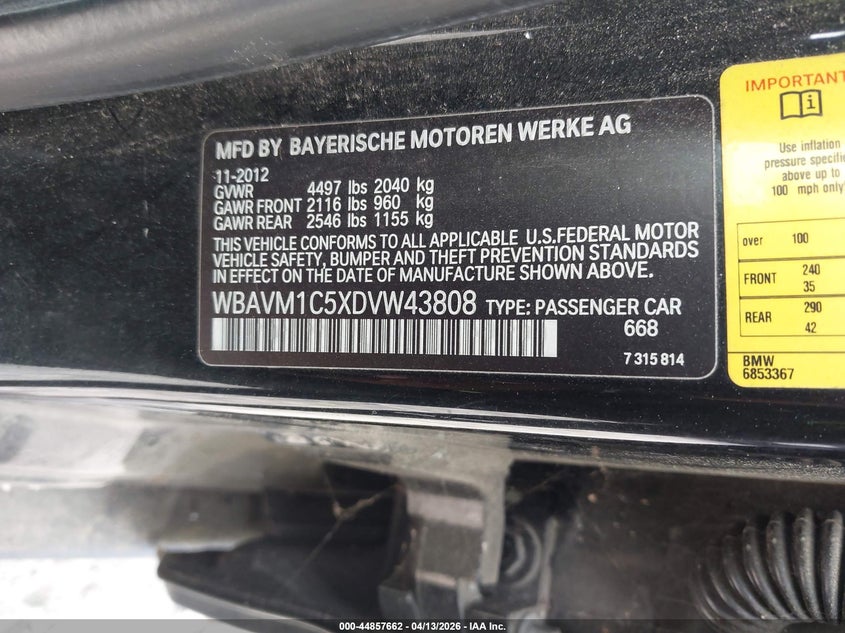 MFD BY BAYERISCHE MOTOREN WERKE AG
11-2012
GVWR 4497 lbs 2040 kg
GAWR FRONT 2116 lbs 960 kg
GAWR REAR 2546 lbs 1155 kg
THIS VEHICLE CONFORMS TO ALL APPLICABLE U.S.FEDERAL MOTOR
VEHICLE SAFETY, BUMPER AND THEFT PREVENTION STANDARDS
IN EFFECT ON THE DATE OF MANUFACTURE SHOWN ABOVE.
WBAVM1C5XDVW43808 TYPE: PASSENGER CAR
668
7 315 814
IMPORTANT
i
Use inflation
pressure specifi
above up to
100 mph only
over 100
FRONT 240
35
REAR 290
42
BMW
6853367
000-44857662 - 04/13/2026 - IAA Inc.